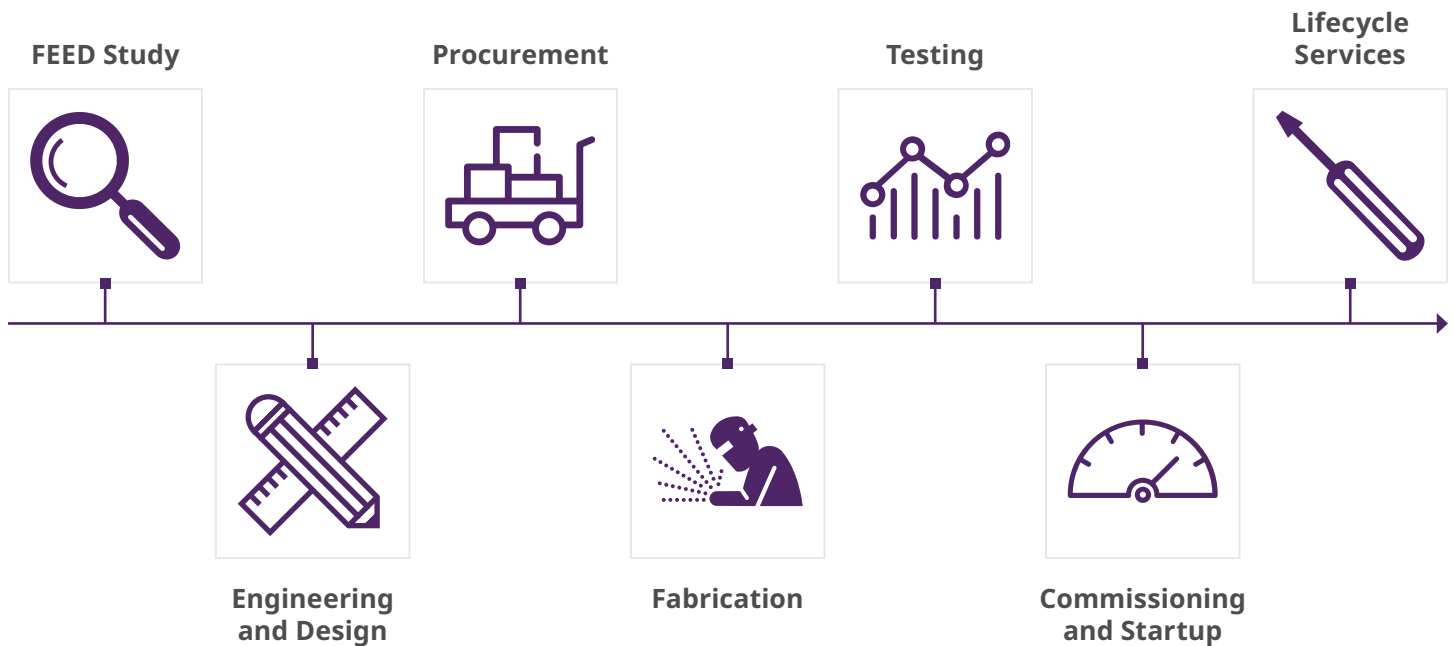 FEED Study
Engineering
and Design
Procurement
Fabrication
Testing
Commissioning
and Startup
Lifecycle
Services